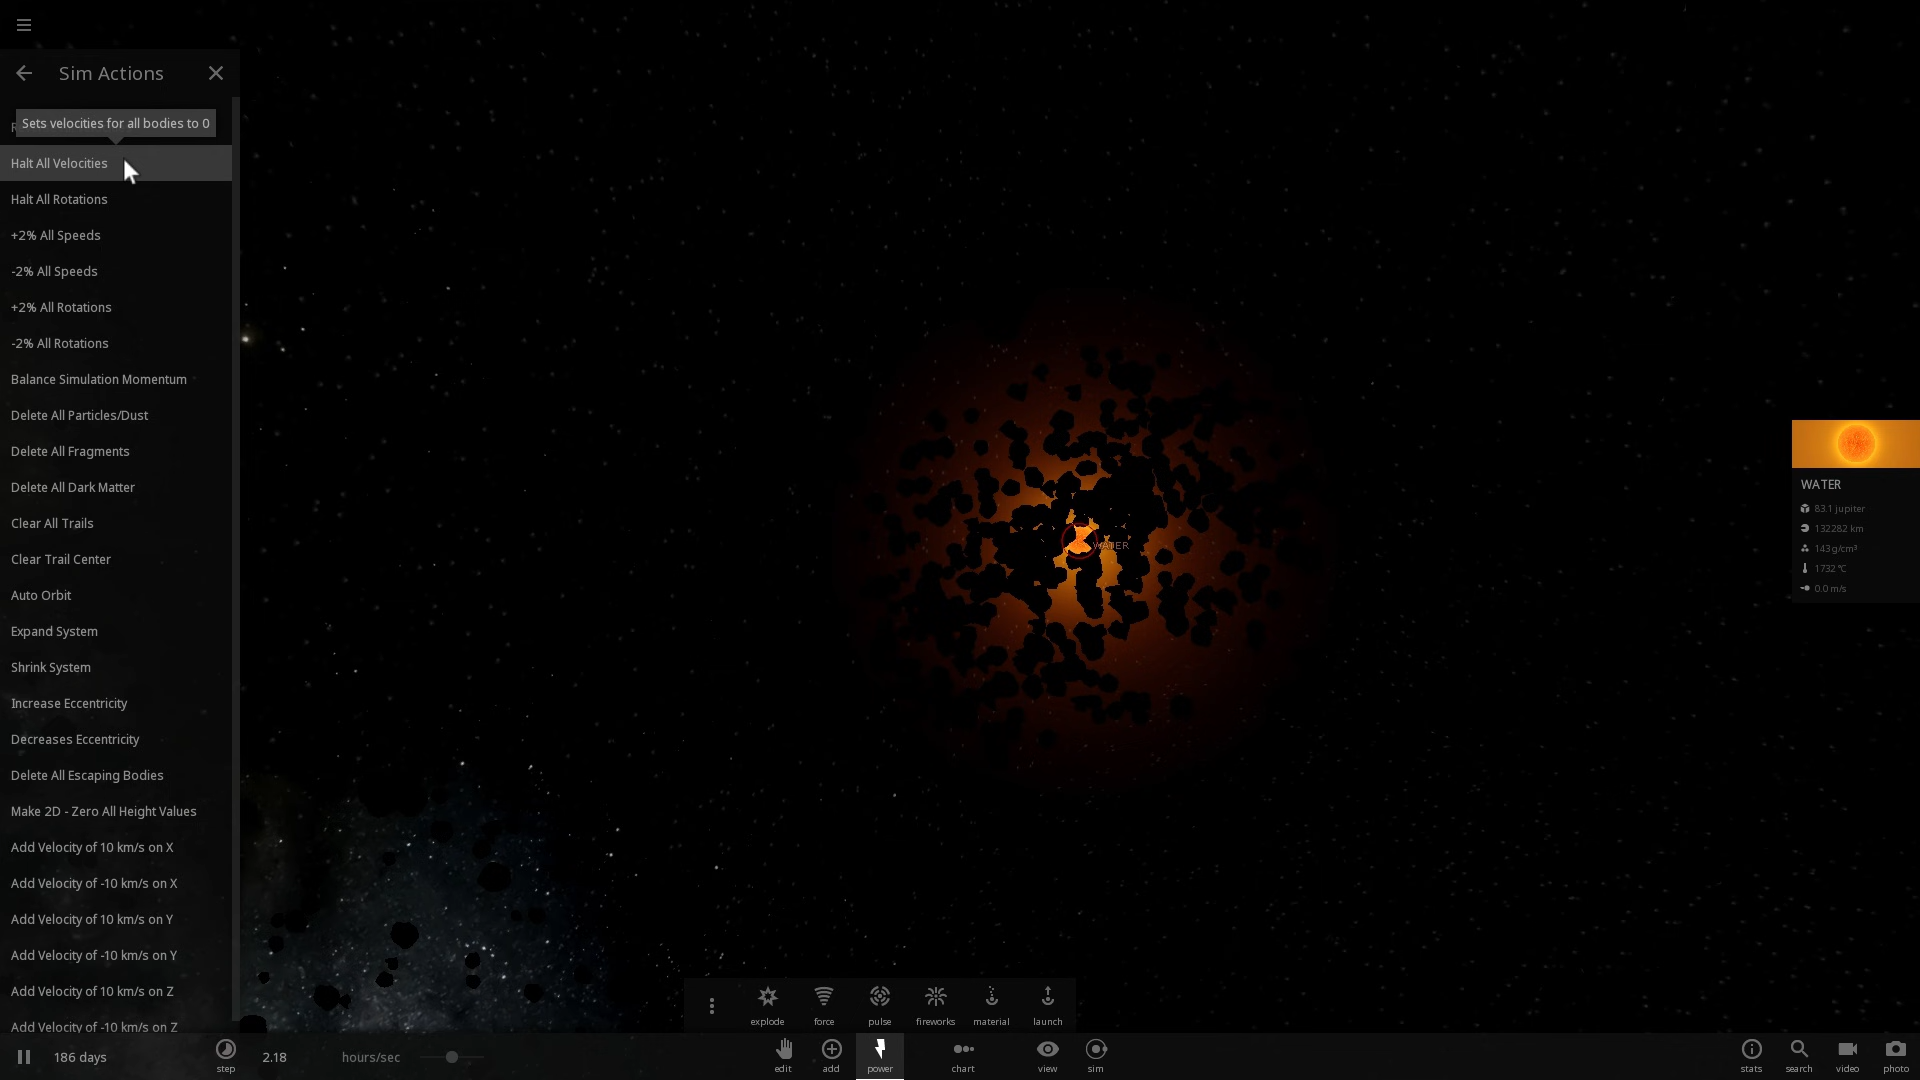 Sim Actions
Sets velocities for all bodies to 0
Halt All Velocities
Halt All Rotations
+2% All Speeds
-2% All Speeds
+2% All Rotations
-2% All Rotations
Balance Simulation Momentum
Delete All Particles/Dust
Delete All Fragments
Delete All Dark Matter
Clear All Trails
Clear Trail Center
Auto Orbit
Expand System
Shrink System
Increase Eccentricity
Decreases Eccentricity
Delete All Escaping Bodies
Make 2D - Zero All Height Values
Add Velocity of 10 km/s on X
Add Velocity of -10 km/s on X
Add Velocity of 10 km/s on Y
Add Velocity of -10 km/s on Y
Add Velocity of 10 km/s on Z
Add Velocity of -10 km/s on Z
WATER
WATER
83.1 jupiter
132282 km
143 g/cm³
1732 °C
0.0 m/s
explode force pulse fireworks material launch
186 days step 2.18 hours/sec edit add power chart view sim stats search video photo